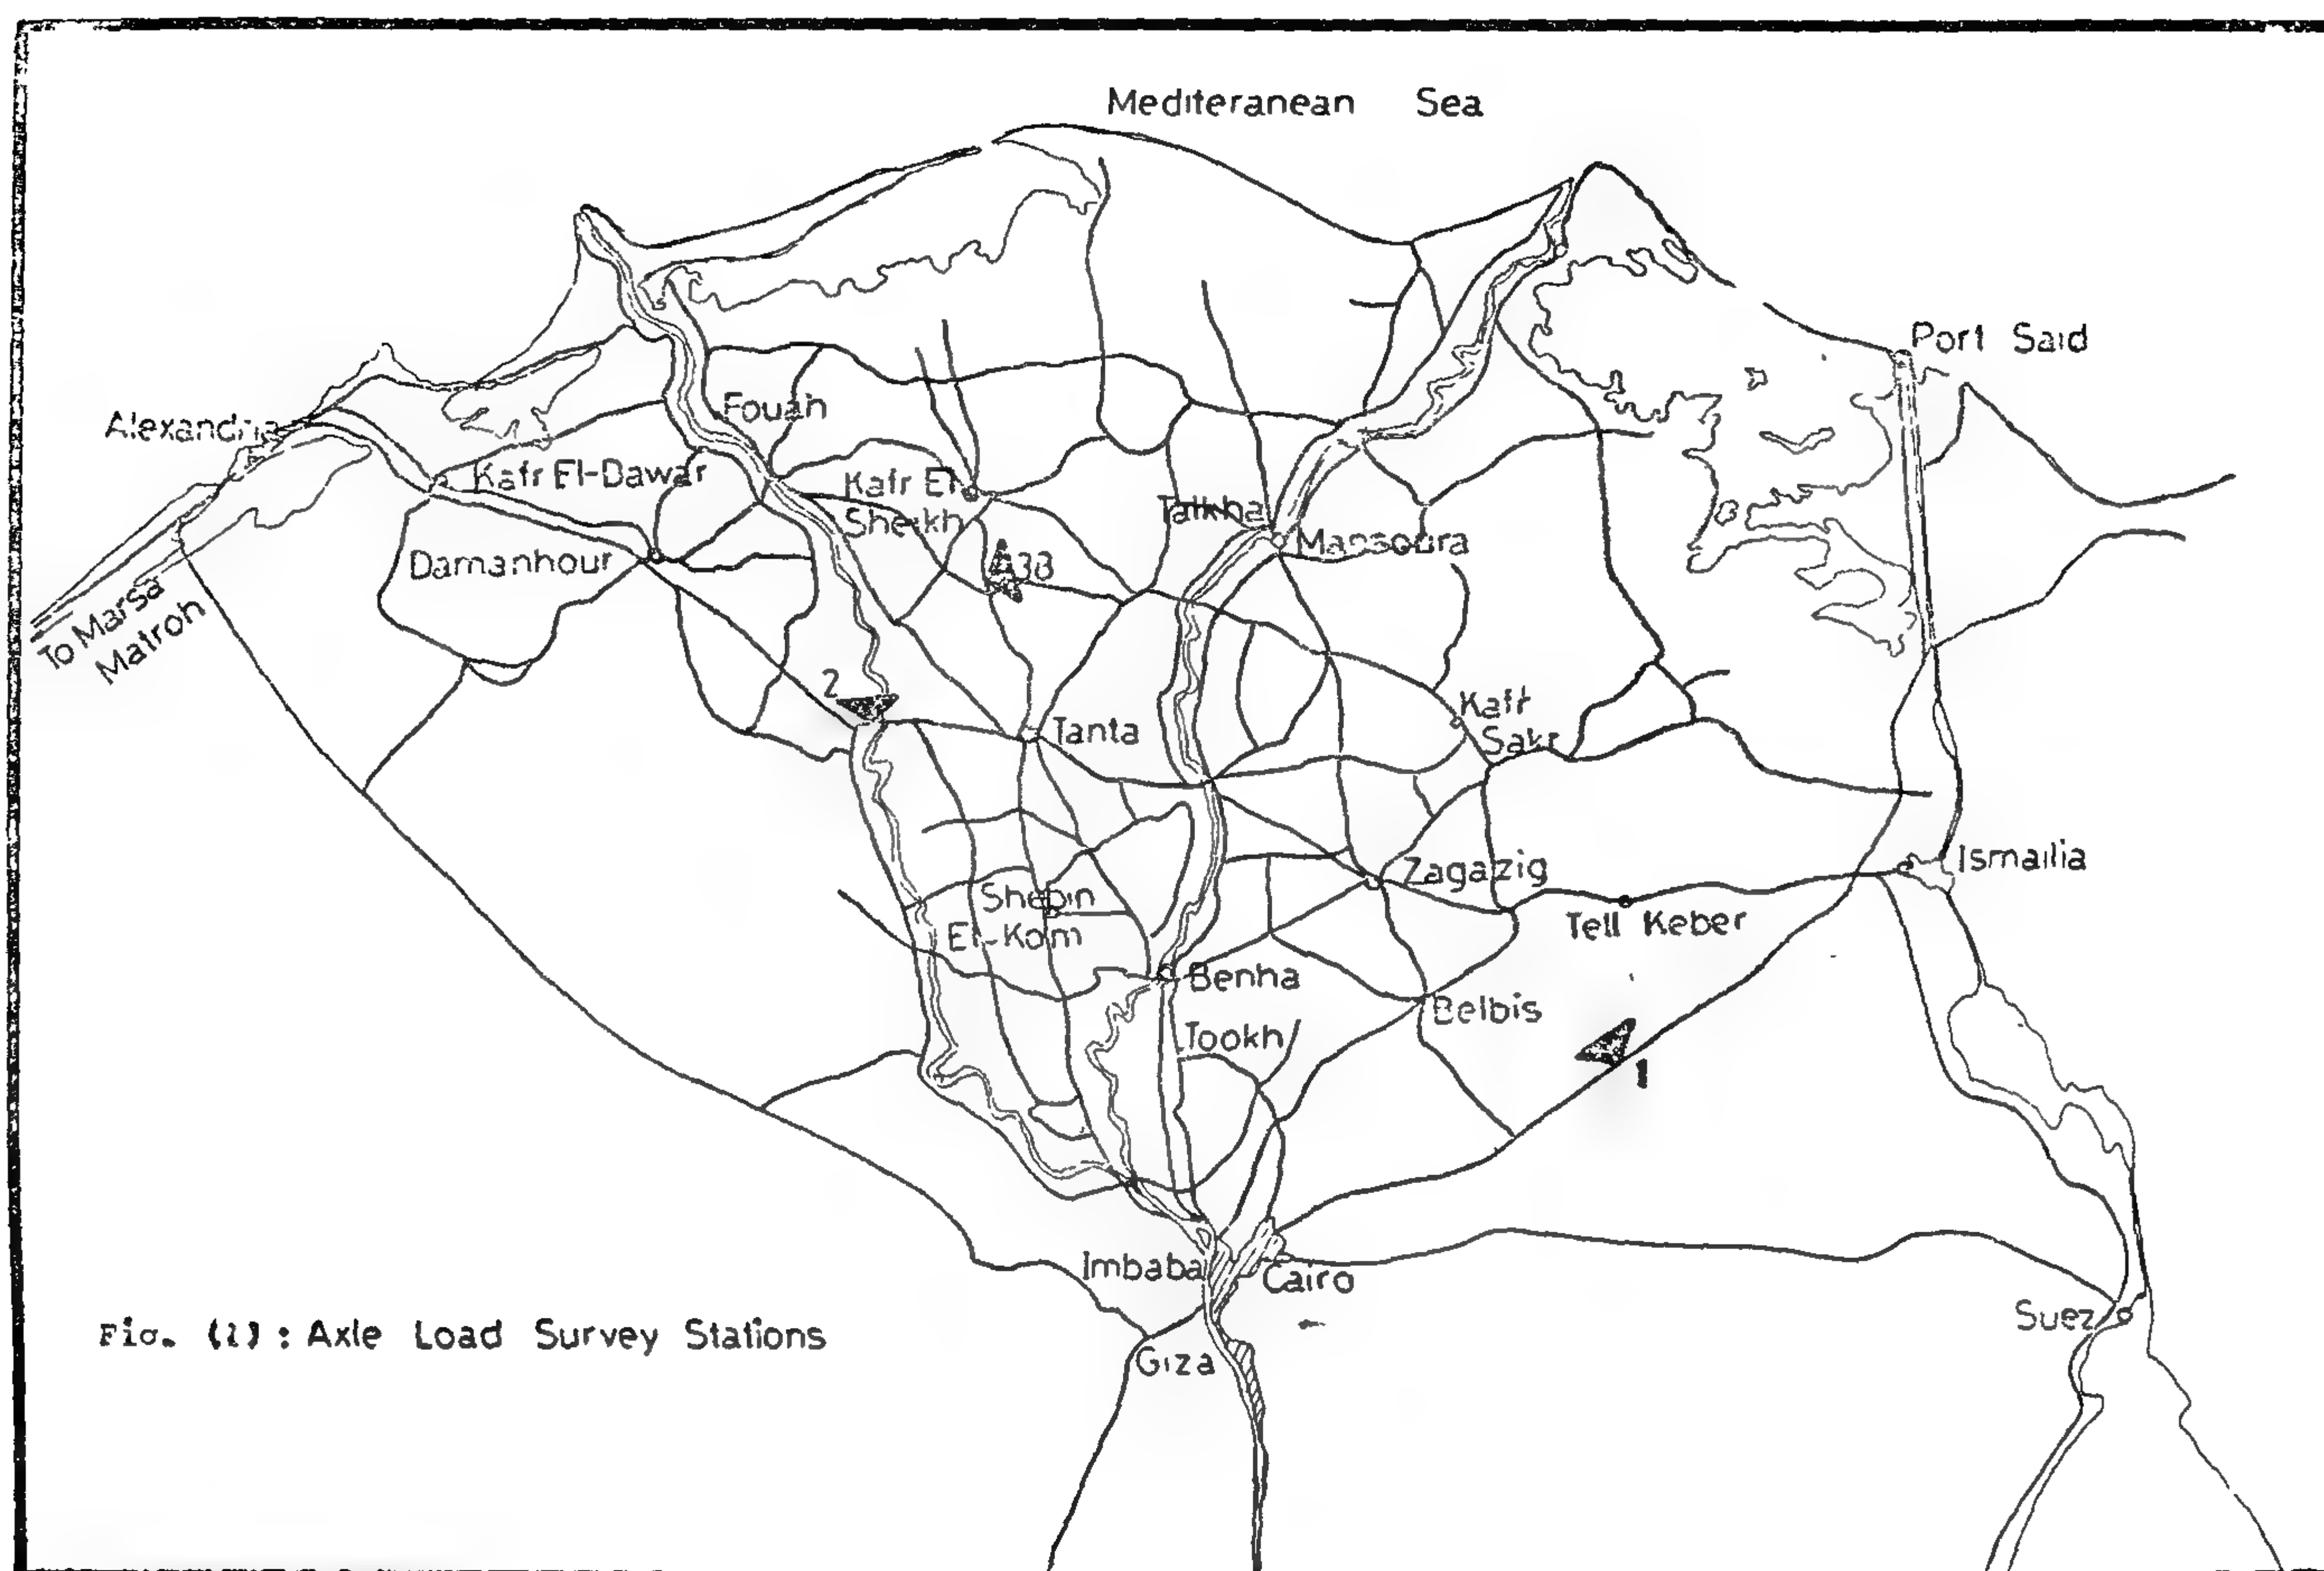 Mediteranean Sea
Port Said
Alexandria
Fouah
Kafr El-Dawar
Kafr El
Sheikh
Talkha
Mansoura
Damanhour
To Marsa
Matroh
2
Tanta
Kafr
Sakr
Ismailia
Zagazig
Shebin
El-Kom
Tell Keber
Benha
Belbis
Tookh
1
Imbaba
Cairo
Suez
Giza
Fig. (1) : Axle Load Survey Stations